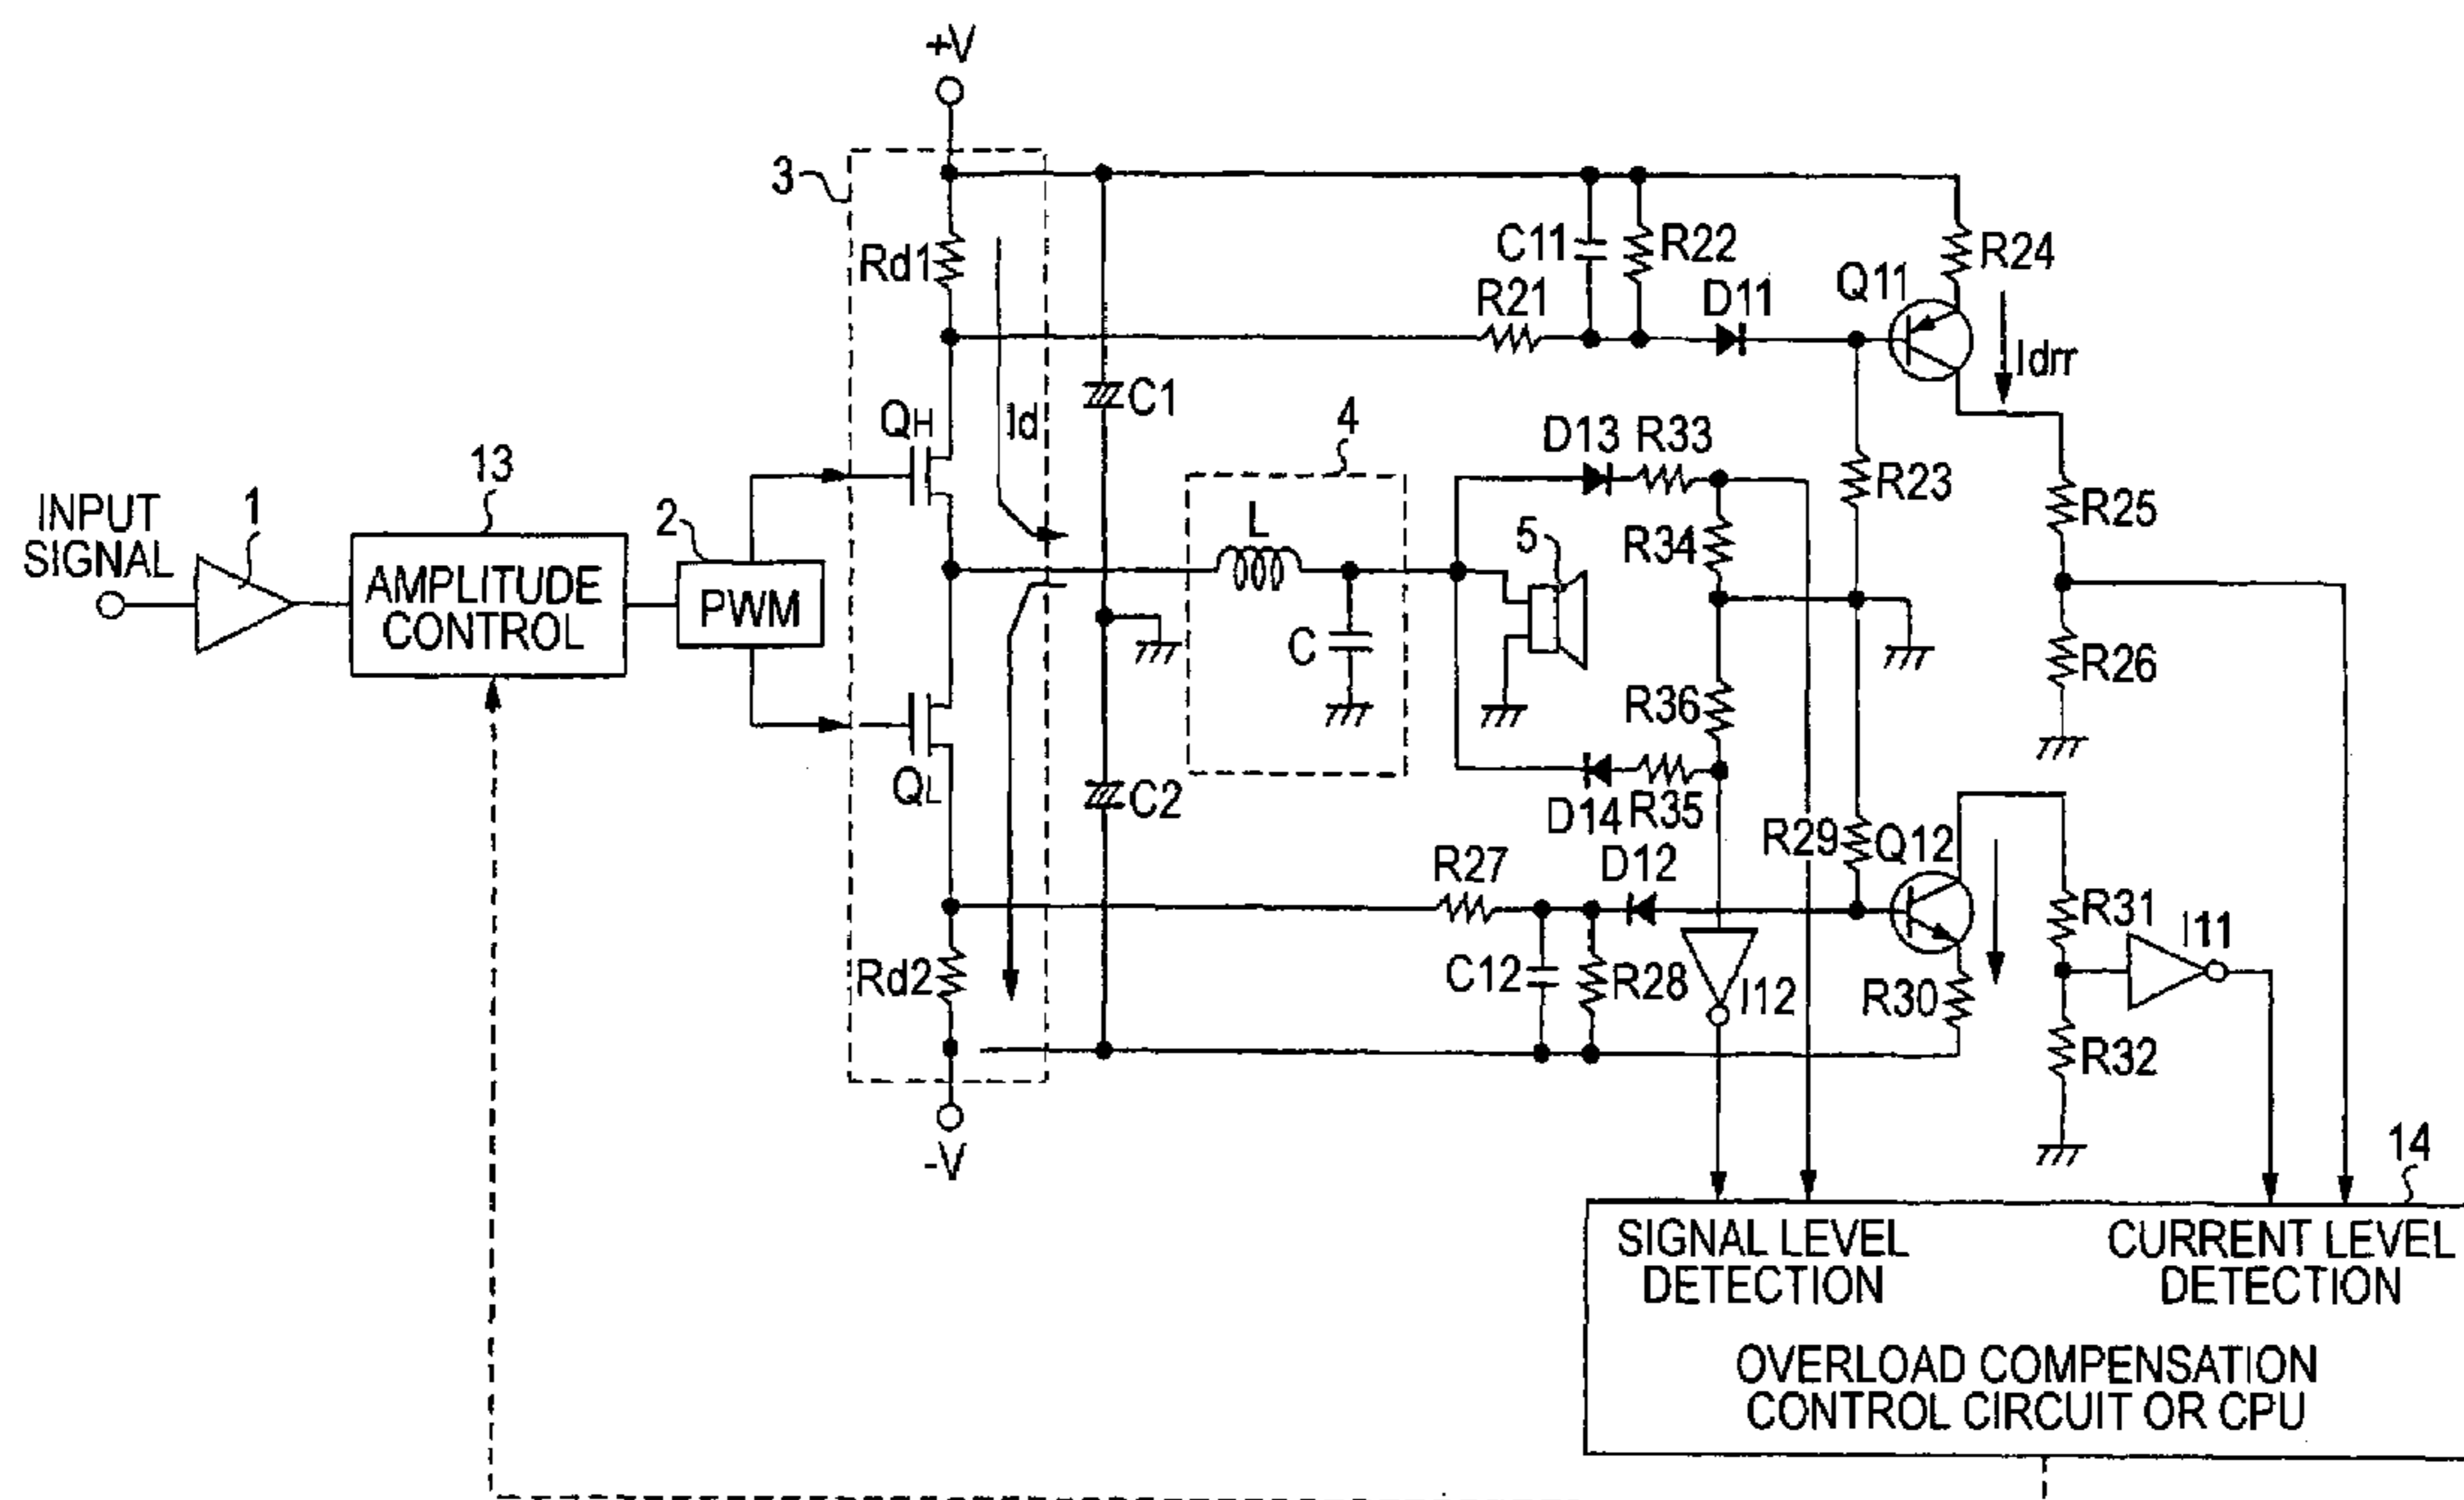 +V
3
Rd1
C11
R22
R24
R21
D11
Q11
Idrr
QH
Id
C1
4
D13
R33
R23
R25
INPUT
SIGNAL
1
13
AMPLITUDE
CONTROL
2
PWM
L
C
5
R34
R26
R36
QL
C2
D14
R35
R29
Q12
R27
D12
R31
I11
Rd2
C12
R28
I12
R30
R32
-V
14
SIGNAL LEVEL
DETECTION
CURRENT LEVEL
DETECTION
OVERLOAD COMPENSATION
CONTROL CIRCUIT OR CPU